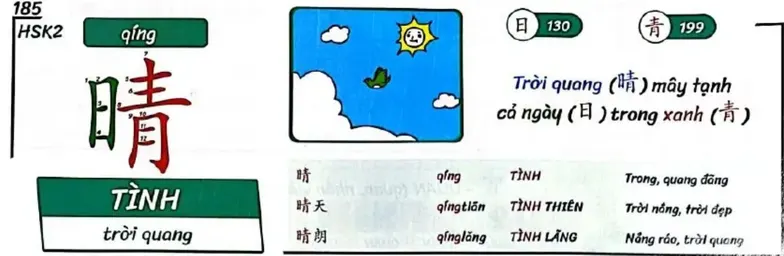 185
HSK2
qíng
晴
TÌNH
trời quang
日 130
青 199
Trời quang (晴) mây tạnh
cả ngày (日) trong xanh (青)
晴 qíng TÌNH Trong, quang đãng
晴天 qíngtiān TÌNH THIÊN Trời nắng, trời đẹp
晴朗 qínglǎng TÌNH LÃNG Nắng ráo, trời quang